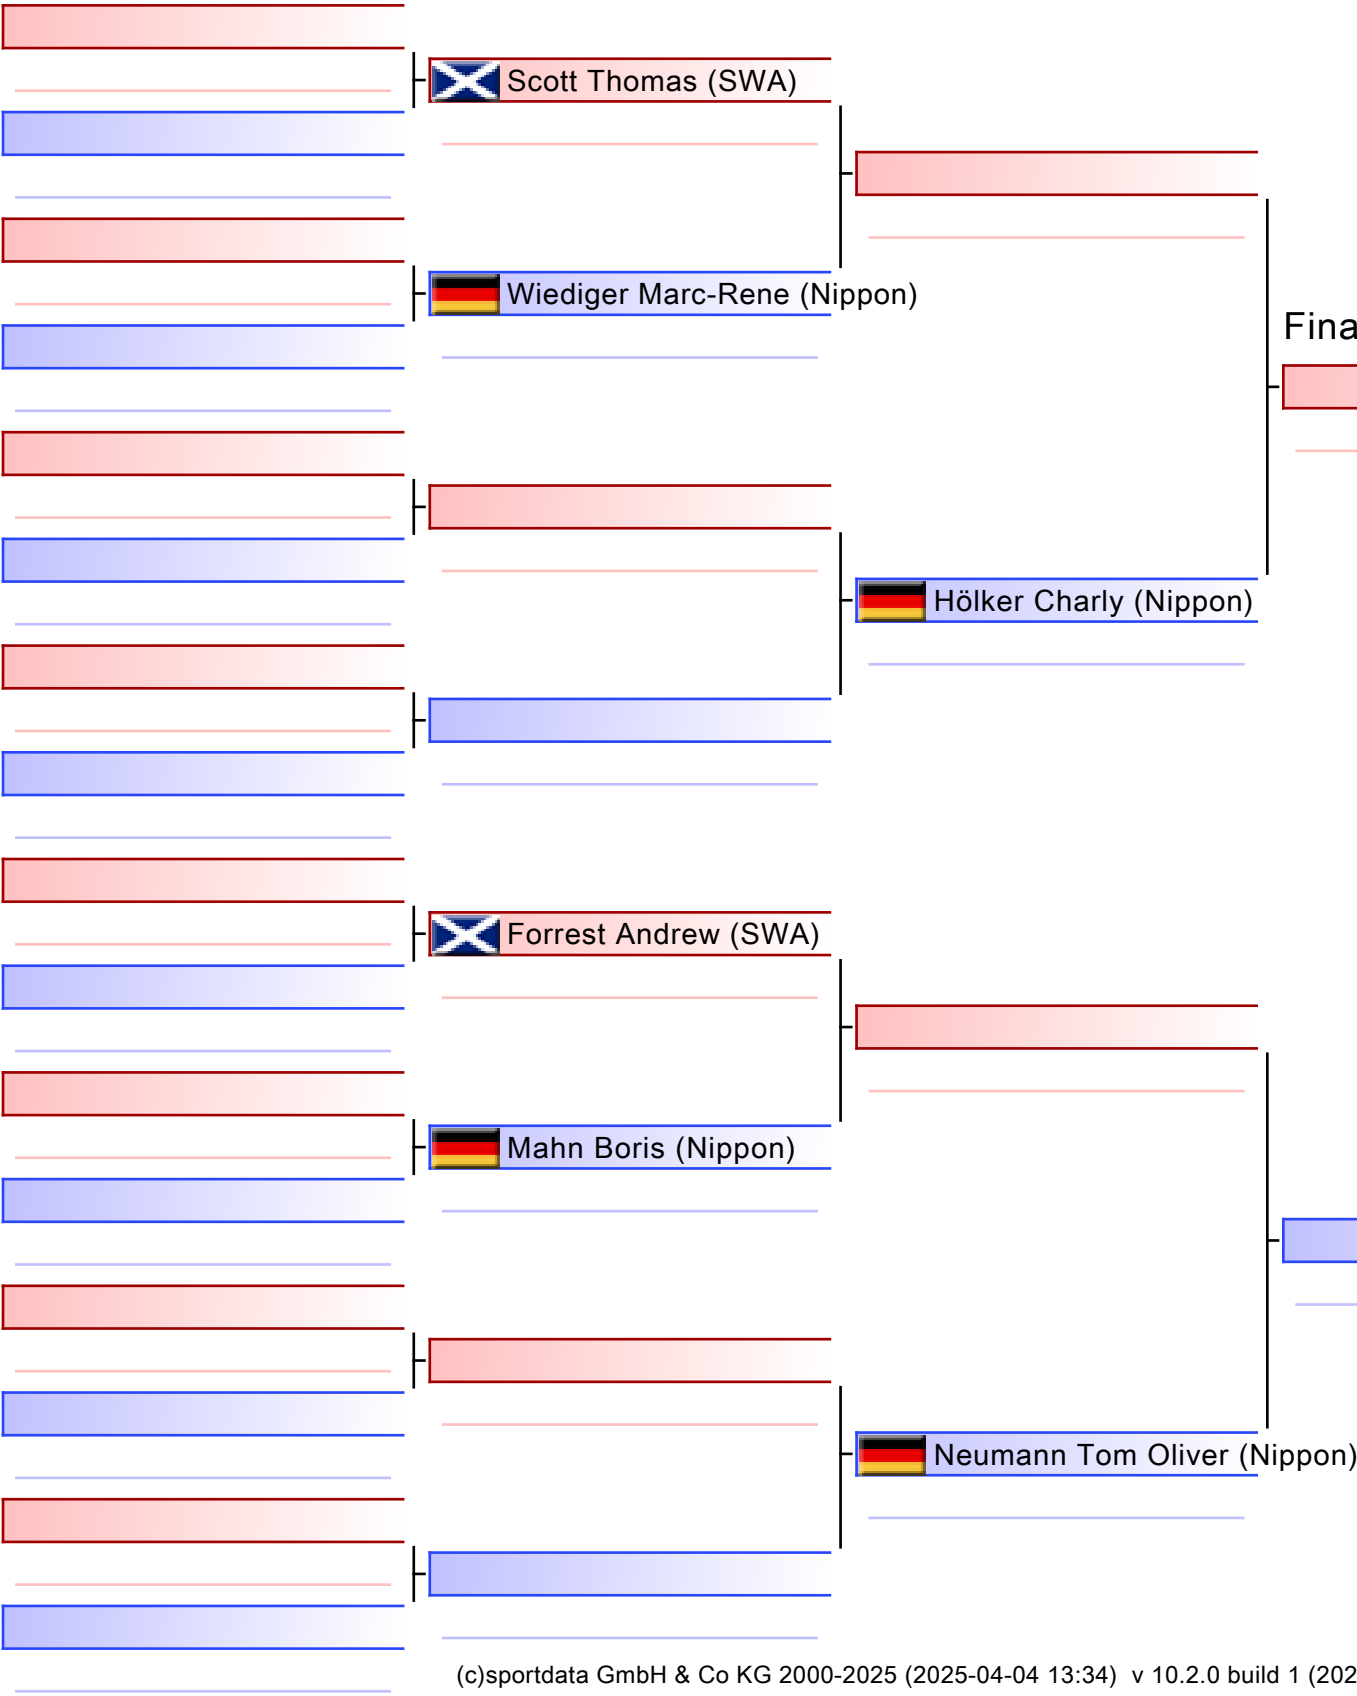 Scott Thomas (SWA)
Wiediger Marc-Rene (Nippon)
Fina
Hölker Charly (Nippon)
Forrest Andrew (SWA)
Mahn Boris (Nippon)
Neumann Tom Oliver (Nippon)
(c)sportdata GmbH & Co KG 2000-2025 (2025-04-04 13:34) v 10.2.0 build 1 (202